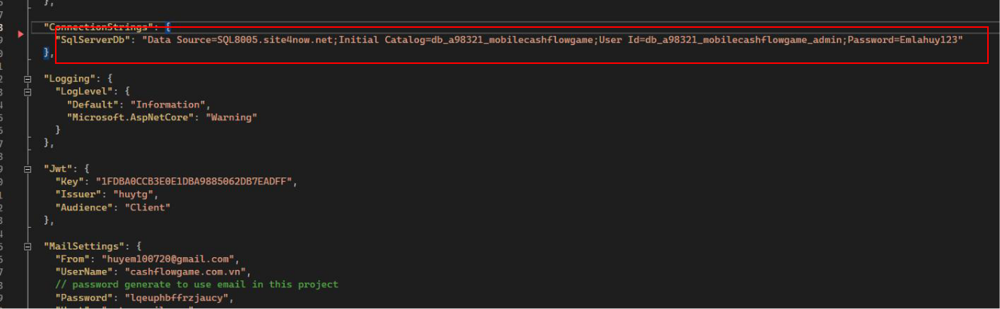 },
"ConnectionStrings": {
"SqlServerDb": "Data Source=SQL8005.site4now.net;Initial Catalog=db_a98321_mobilecashflowgame;User Id=db_a98321_mobilecashflowgame_admin;Password=Emlahuy123"
},
"Logging": {
"LogLevel": {
"Default": "Information",
"Microsoft.AspNetCore": "Warning"
}
},
"Jwt": {
"Key": "1FDBA0CCB3E0E1DBA9885062DB7EADFF",
"Issuer": "huytg",
"Audience": "Client"
},
"MailSettings": {
"From": "huyem100720@gmail.com",
"UserName": "cashflowgame.com.vn",
// password generate to use email in this project
"Password": "lqeuphbffrzjaucy",